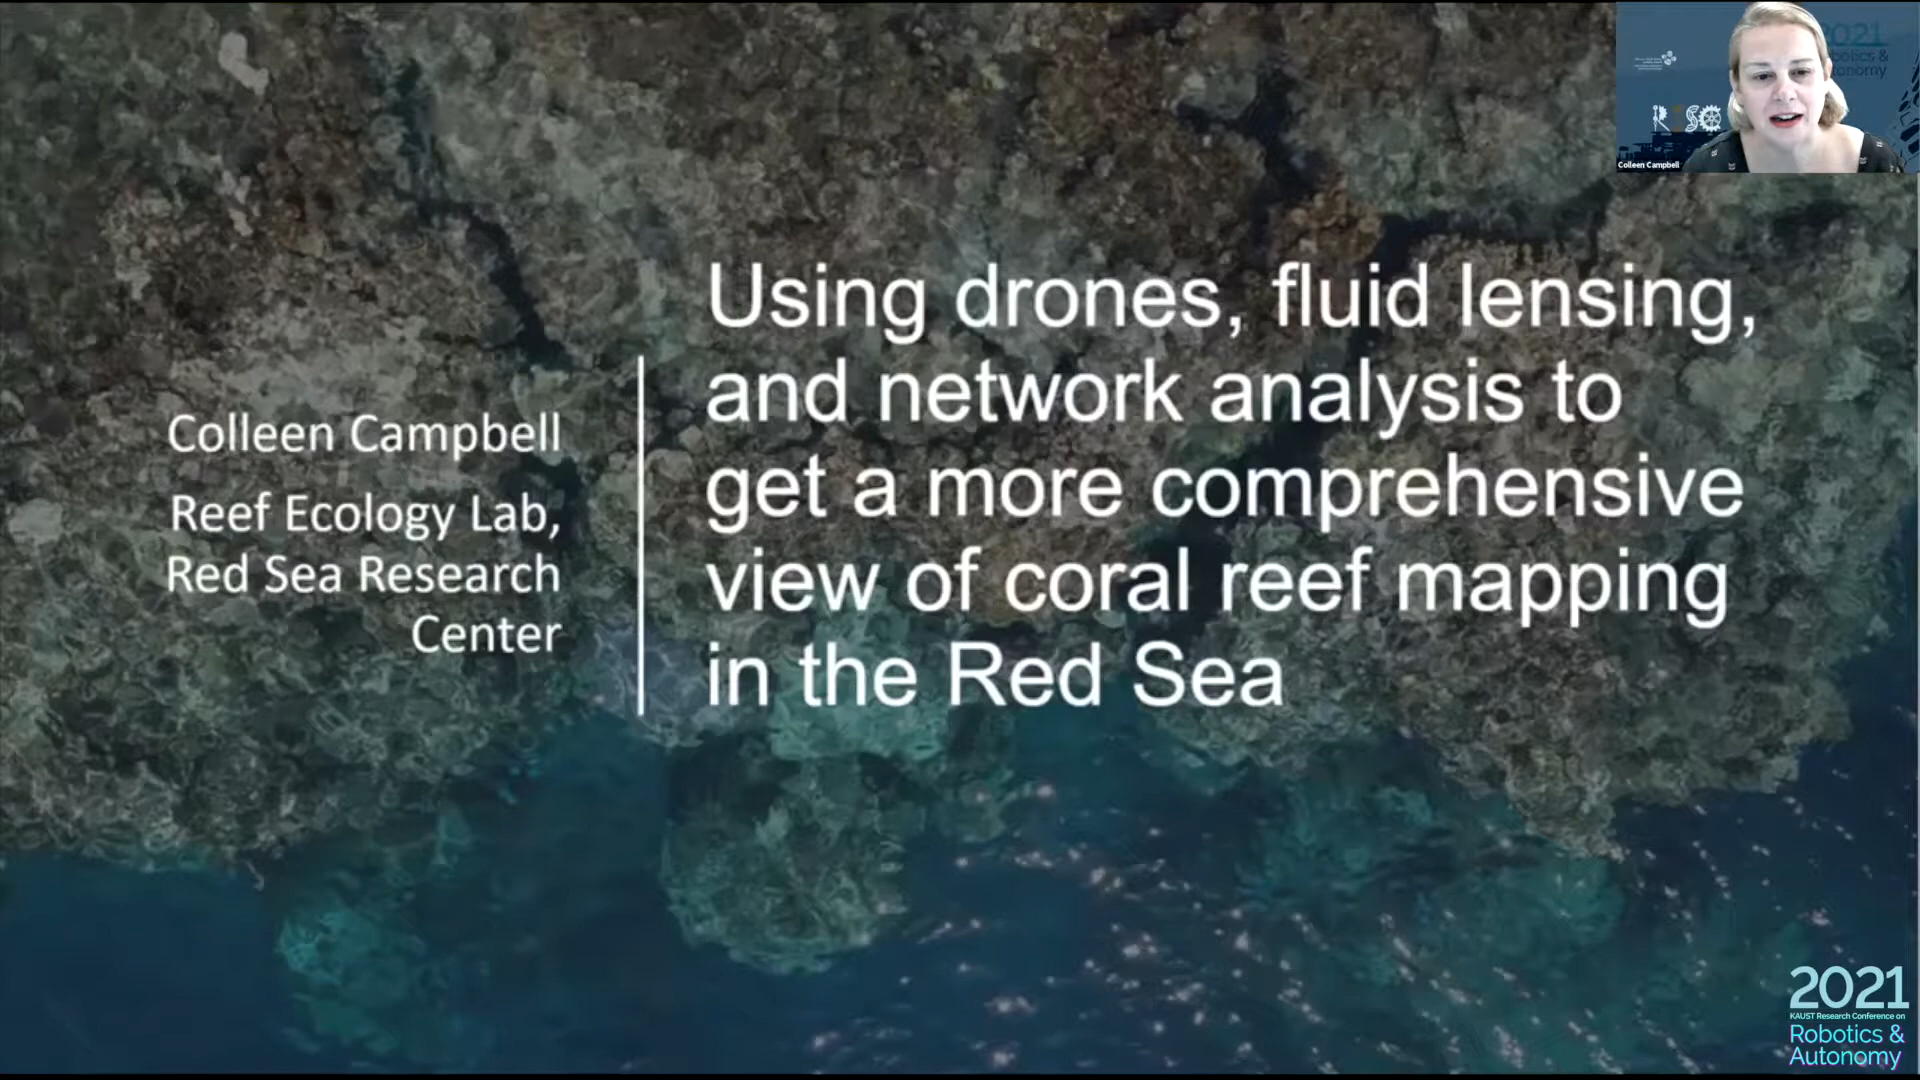 Colleen Campbell
Reef Ecology Lab,
Red Sea Research
Center
Using drones, fluid lensing,
and network analysis to
get a more comprehensive
view of coral reef mapping
in the Red Sea
2021
Colleen Campbell
2021
KAUST Research Conference on
Robotics &
Autonomy